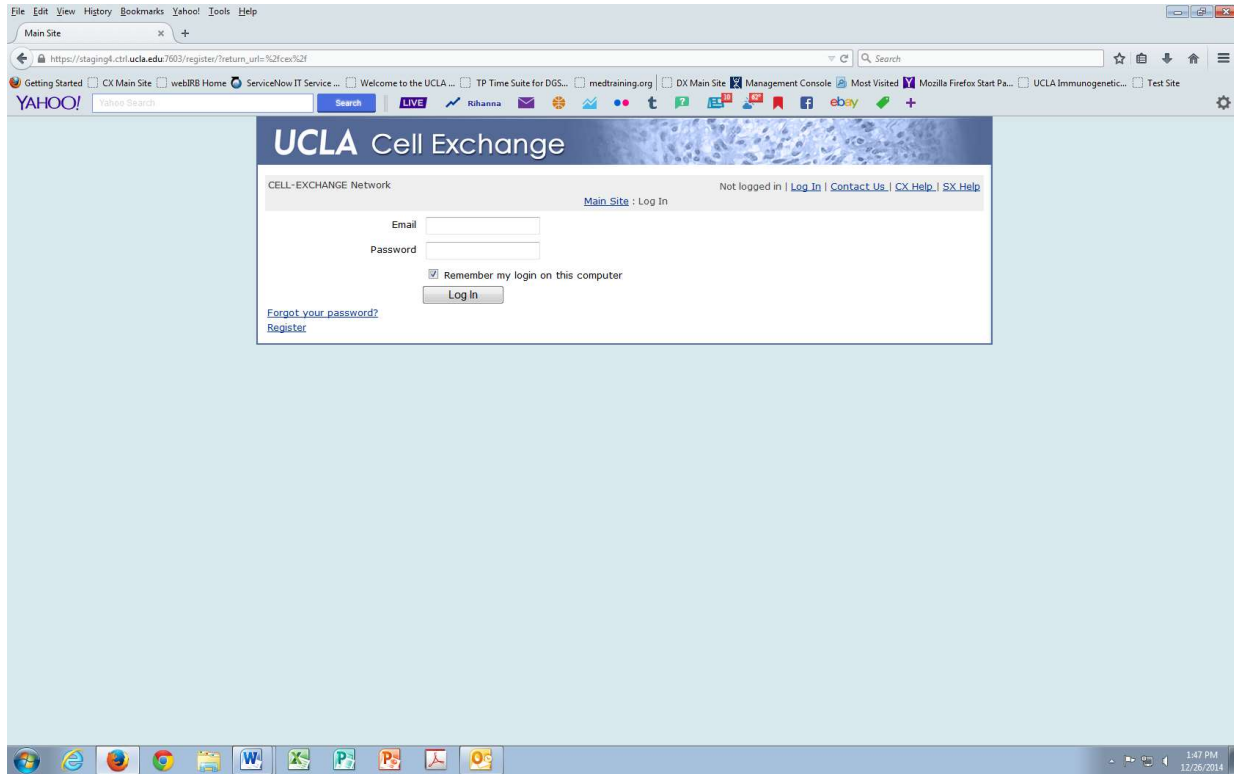 File Edit View History Bookmarks Yahoo! Tools Help
Main Site × +
https://staging4.ctrl.ucla.edu:7603/register/?return_url=%2fcex%2f Search
Getting Started CX Main Site webIRB Home ServiceNow IT Service ... Welcome to the UCLA ... TP Time Suite for DGS... medtraining.org DX Main Site Management Console Most Visited Mozilla Firefox Start Pa... UCLA Immunogenetic... Test Site
YAHOO! Yahoo Search Search LIVE Rihanna ebay +
UCLA Cell Exchange
CELL-EXCHANGE Network Not logged in | Log In | Contact Us | CX Help | SX Help
Main Site : Log In
Email
Password
Remember my login on this computer
Log In
Forgot your password?
Register
1:47 PM
12/26/2014